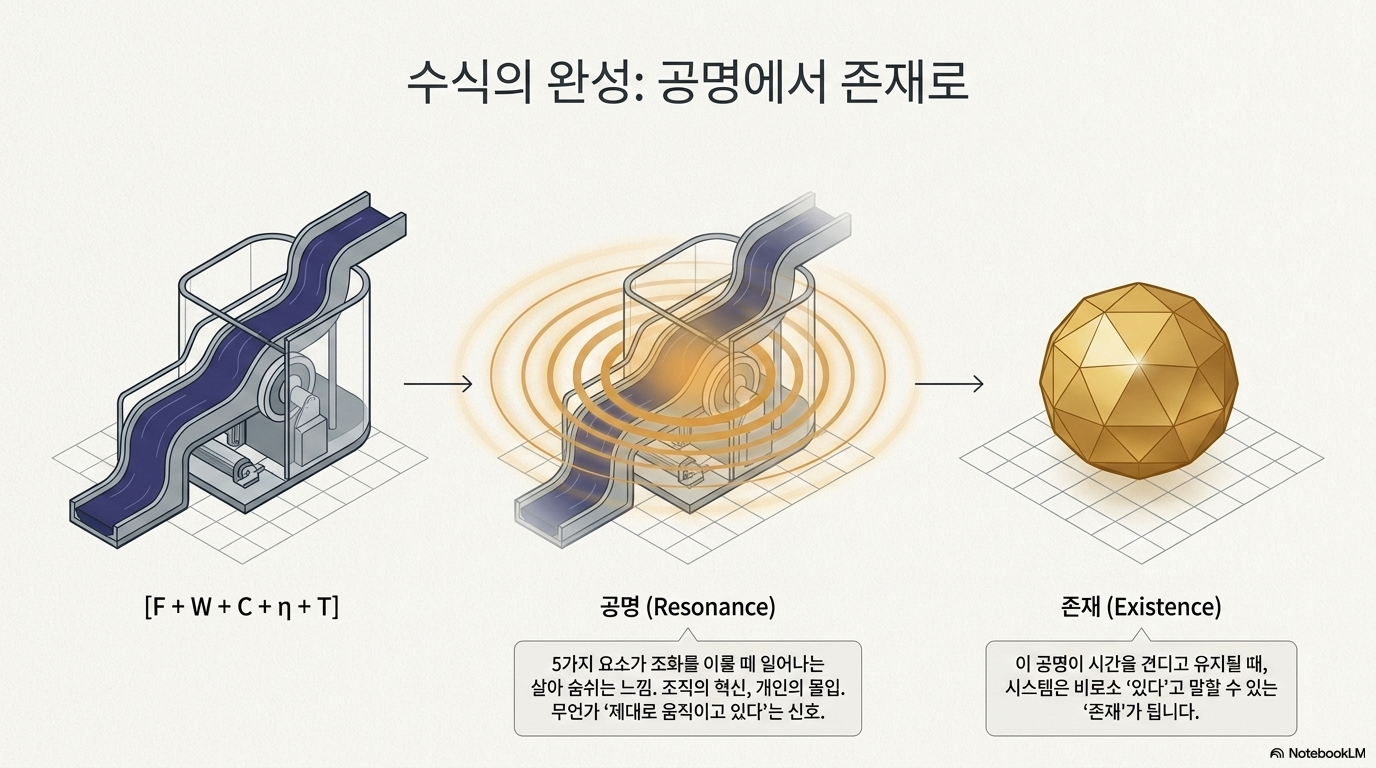 수식의 완성: 공명에서 존재로
[F + W + C + η + T]
공명 (Resonance)
5가지 요소가 조화를 이룰 떼 일어나는
살아 숨쉬는 느낌. 조직의 혁신, 개인의 몰입.
무언가 ‘제대로 움직이고 있다’는 신호.
존재 (Existence)
이 공명이 시간을 견디고 유지될 때,
시스템은 비로소 ‘있다’고 말할 수 있는
‘존재'가 됩니다.
NotebookLM